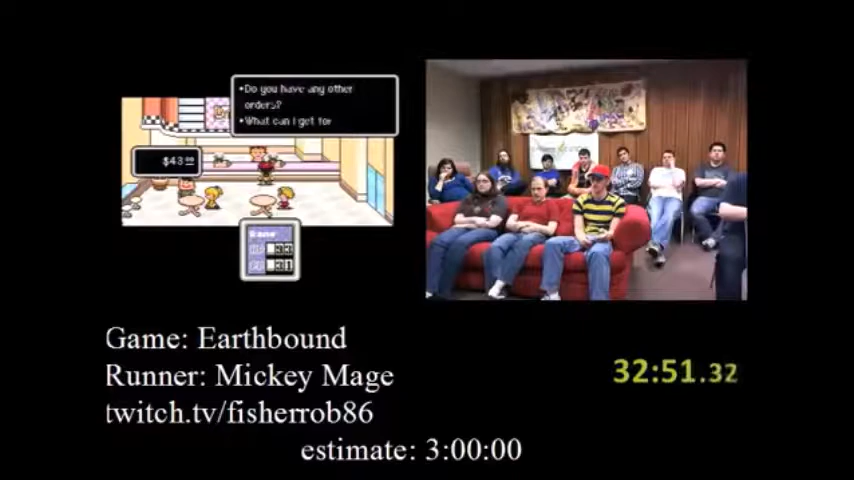 •Do you have any other
orders?
•What can I get for
$43.00
Game: Earthbound
Runner: Mickey Mage
twitch.tv/fisherrob86
estimate: 3:00:00
32:51.32